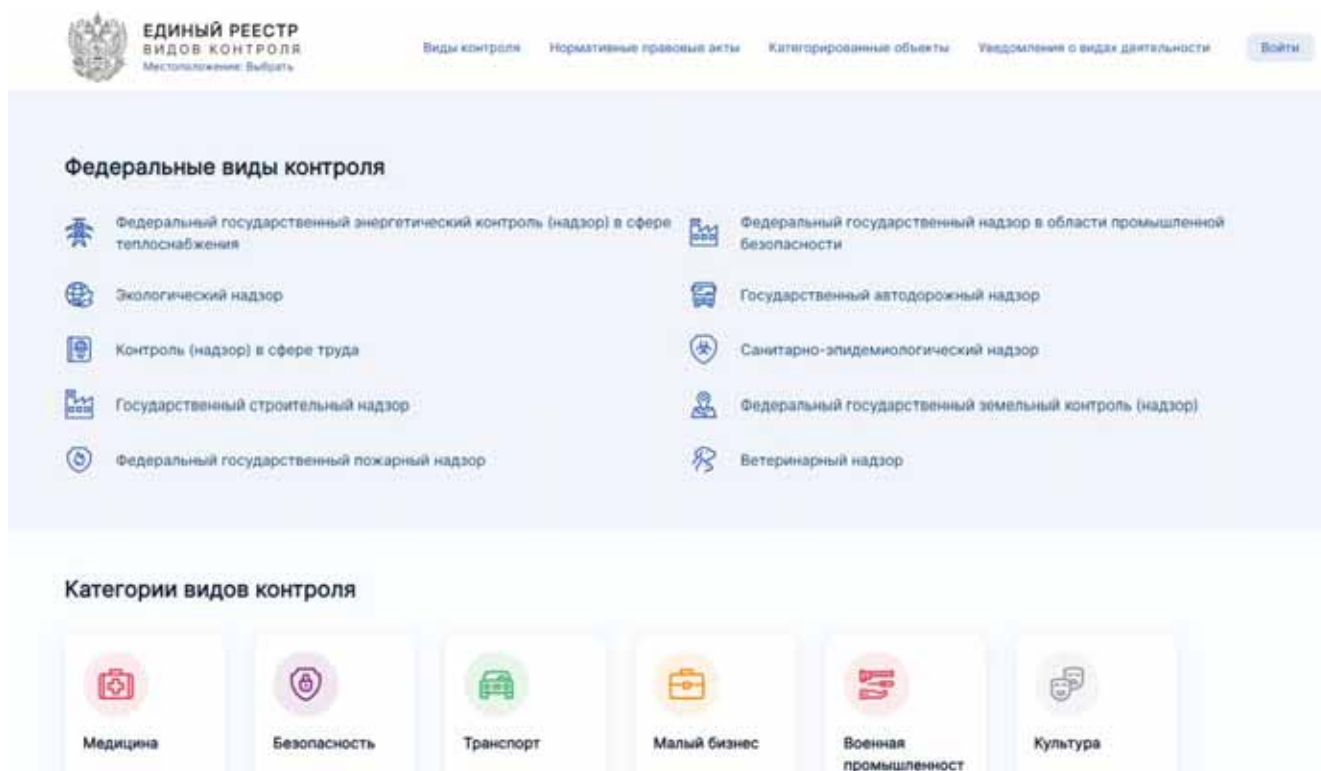 ЕДИНЫЙ РЕЕСТР
ВИДОВ КОНТРОЛЯ
Местоположение: Выбрать
Виды контроля Нормативные правовые акты Категорированные объекты Уведомления о видах деятельности Войти
Федеральные виды контроля
Федеральный государственный энергетический контроль (надзор) в сфере
теплоснабжения
Федеральный государственный надзор в области промышленной
безопасности
Экологический надзор
Государственный автодорожный надзор
Контроль (надзор) в сфере труда
Санитарно-эпидемиологический надзор
Государственный строительный надзор
Федеральный государственный земельный контроль (надзор)
Федеральный государственный пожарный надзор
Ветеринарный надзор
Категории видов контроля
Медицина
Безопасность
Транспорт
Малый бизнес
Военная
промышленност
Культура